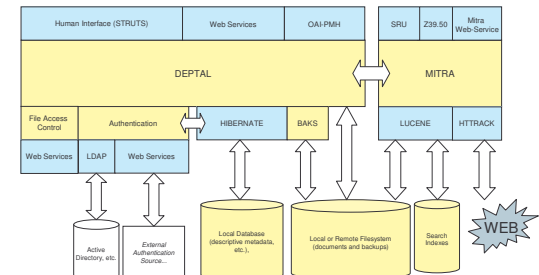 Human Interface (STRUTS)
Web Services
OAI-PMH
SRU
Z39.50
Mitra
Web-Service
DEPTAL
MITRA
File Access
Control
Authentication
HIBERNATE
BAKS
LUCENE
HTTRACK
Web Services
LDAP
Web Services
Active
Directory, etc.
External
Authentication
Source...
Local Database
(descriptive metadata,
etc.),
Local or Remote Filesystem
(documents and backups)
Search
Indexes
WEB